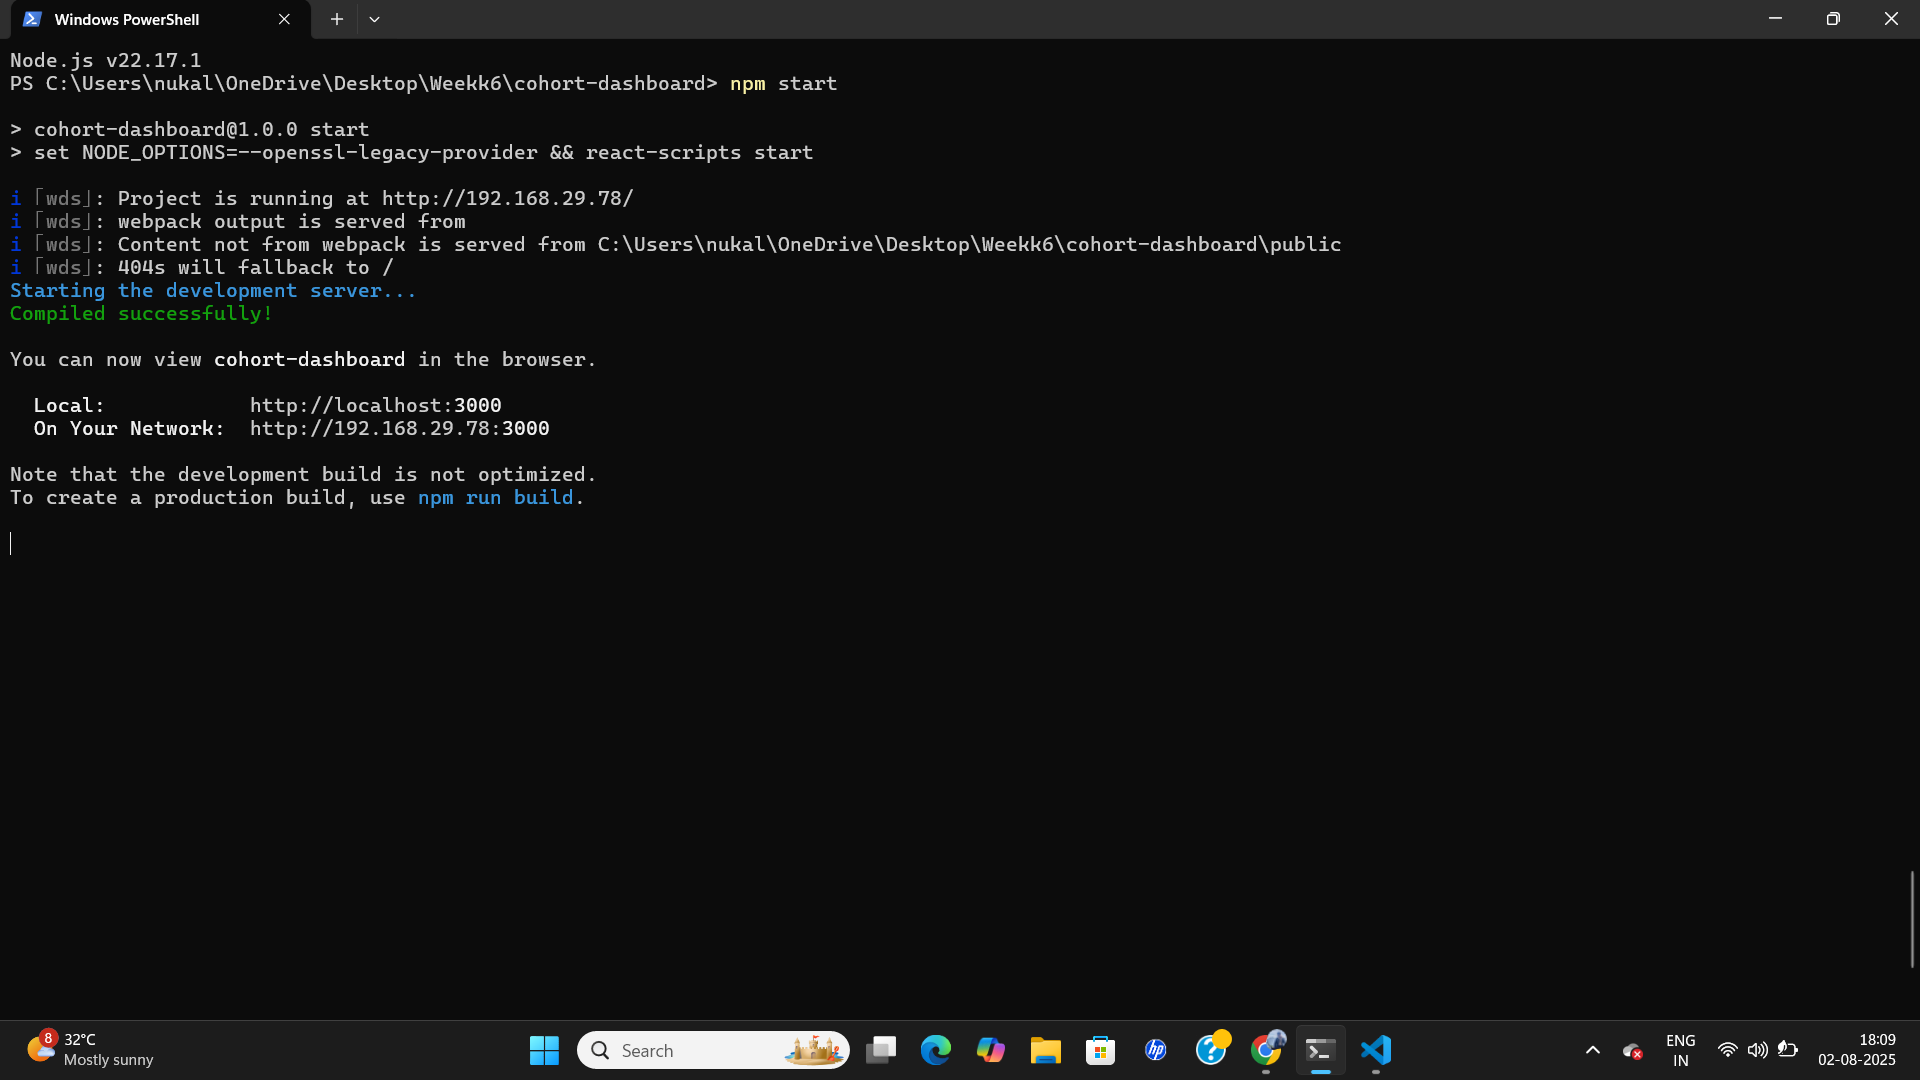 Windows PowerShell
Node.js v22.17.1
PS C:\Users\nukal\OneDrive\Desktop\Weekk6\cohort-dashboard> npm start
> cohort-dashboard@1.0.0 start
> set NODE_OPTIONS=--openssl-legacy-provider && react-scripts start
i ｢wds｣: Project is running at http://192.168.29.78/
i ｢wds｣: webpack output is served from
i ｢wds｣: Content not from webpack is served from C:\Users\nukal\OneDrive\Desktop\Weekk6\cohort-dashboard\public
i ｢wds｣: 404s will fallback to /
Starting the development server...
Compiled successfully!
You can now view cohort-dashboard in the browser.
Local: http://localhost:3000
On Your Network: http://192.168.29.78:3000
Note that the development build is not optimized.
To create a production build, use npm run build.
8
32°C
Mostly sunny
Search
hp
ENG
IN
18:09
02-08-2025